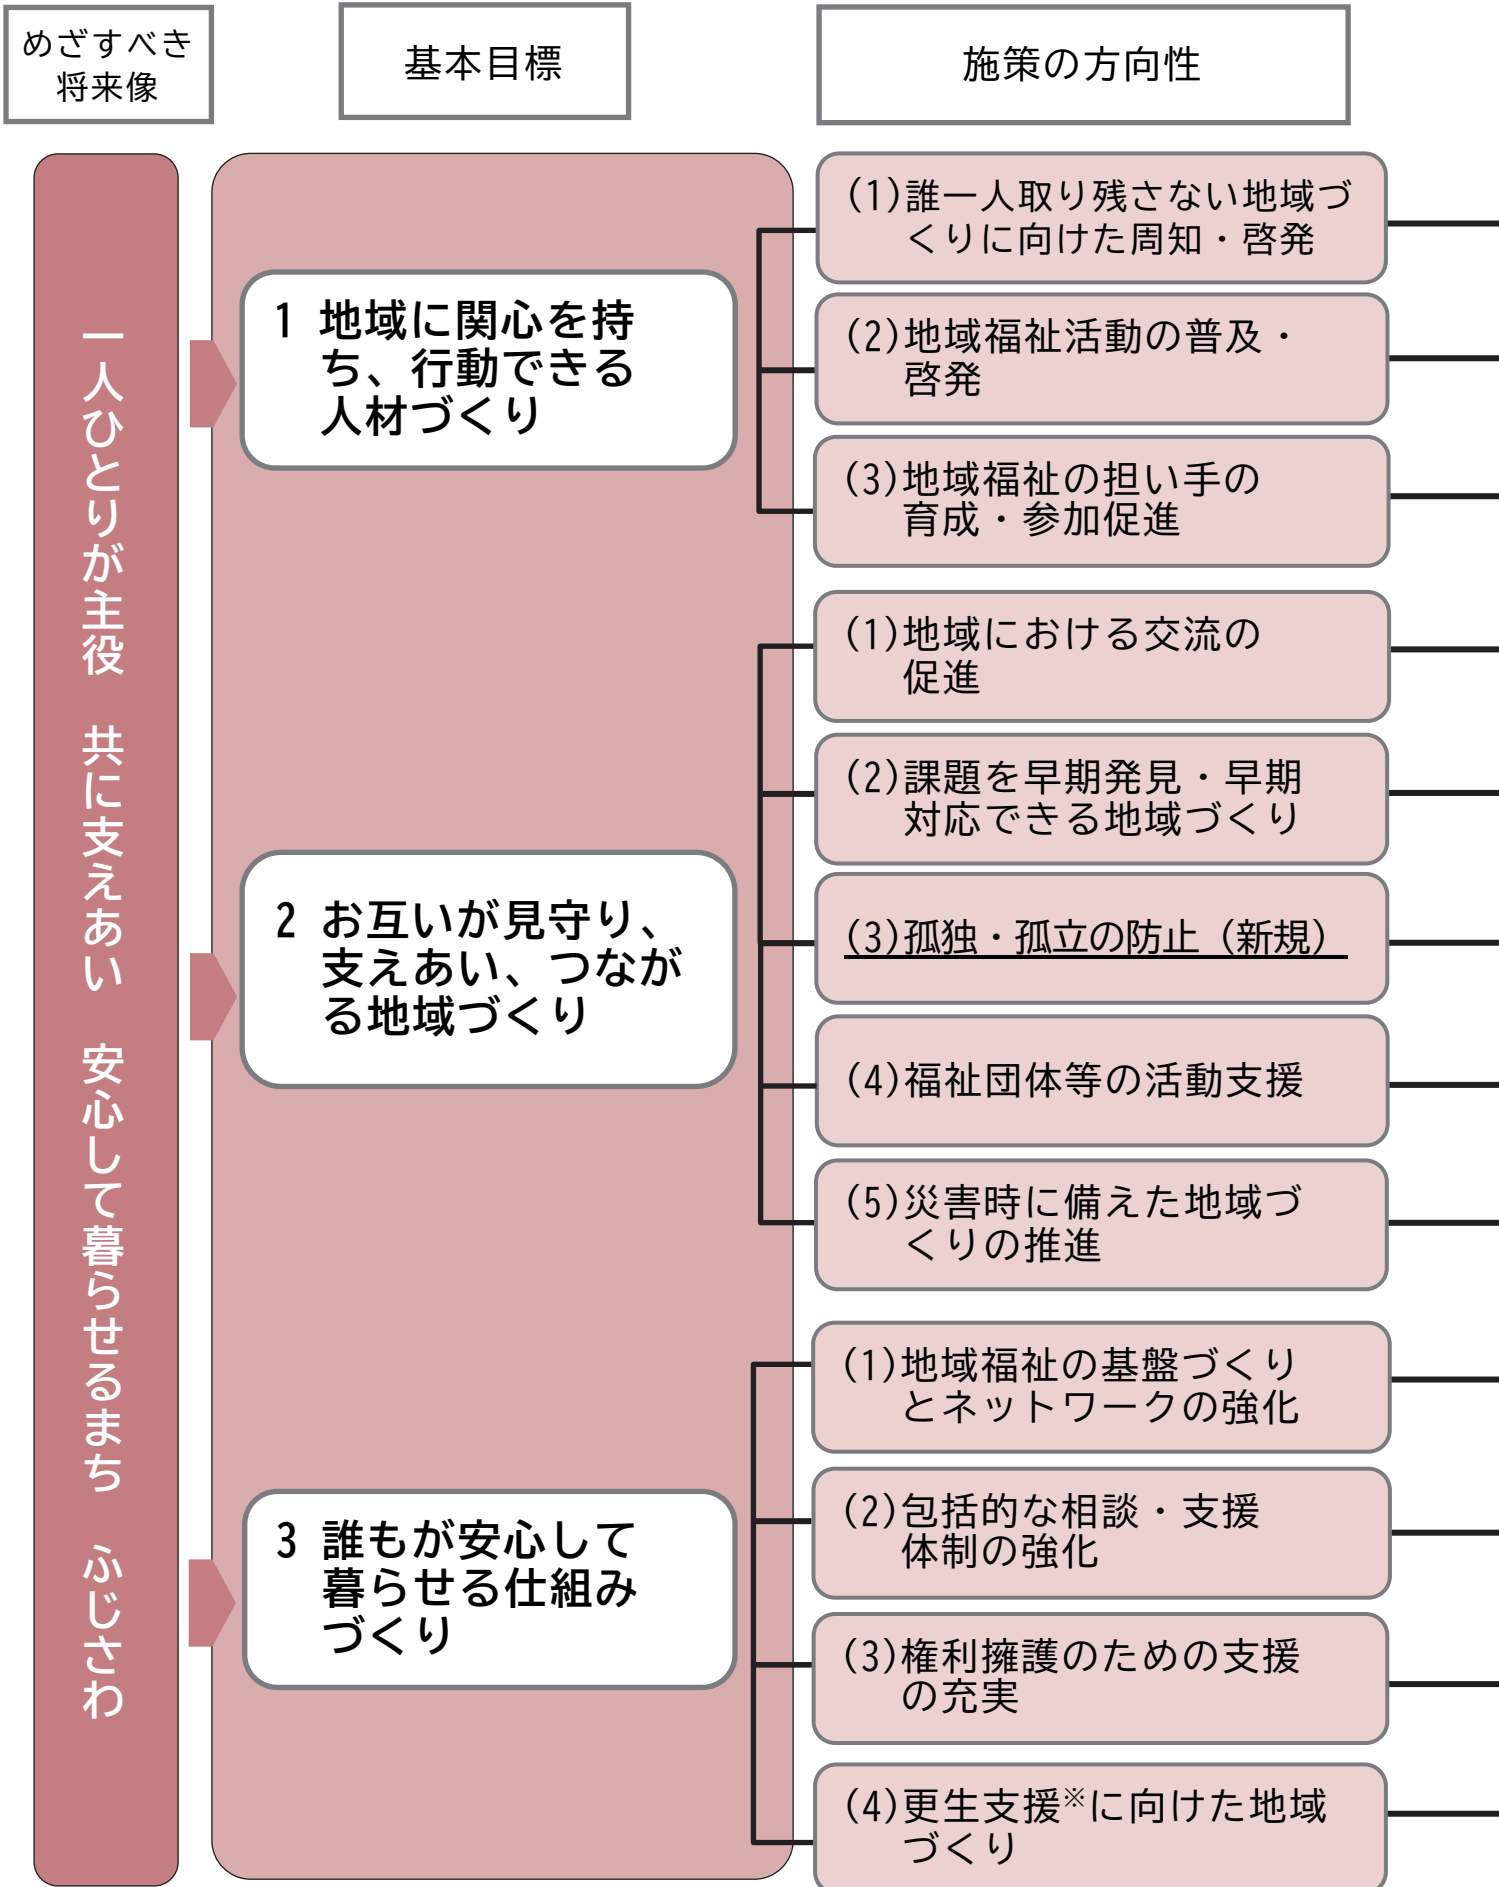 めざすべき
将来像
基本目標
施策の方向性
一人ひとりが主役　共に支えあい　安心して暮らせるまち　ふじさわ
1 地域に関心を持
ち、行動できる
人材づくり
(1)誰一人取り残さない地域づ
くりに向けた周知・啓発
(2)地域福祉活動の普及・
啓発
(3)地域福祉の担い手の
育成・参加促進
2 お互いが見守り、
支えあい、つなが
る地域づくり
(1)地域における交流の
促進
(2)課題を早期発見・早期
対応できる地域づくり
(3)孤独・孤立の防止（新規）
(4)福祉団体等の活動支援
(5)災害時に備えた地域づ
くりの推進
3 誰もが安心して
暮らせる仕組み
づくり
(1)地域福祉の基盤づくり
とネットワークの強化
(2)包括的な相談・支援
体制の強化
(3)権利擁護のための支援
の充実
(4)更生支援※に向けた地域
づくり